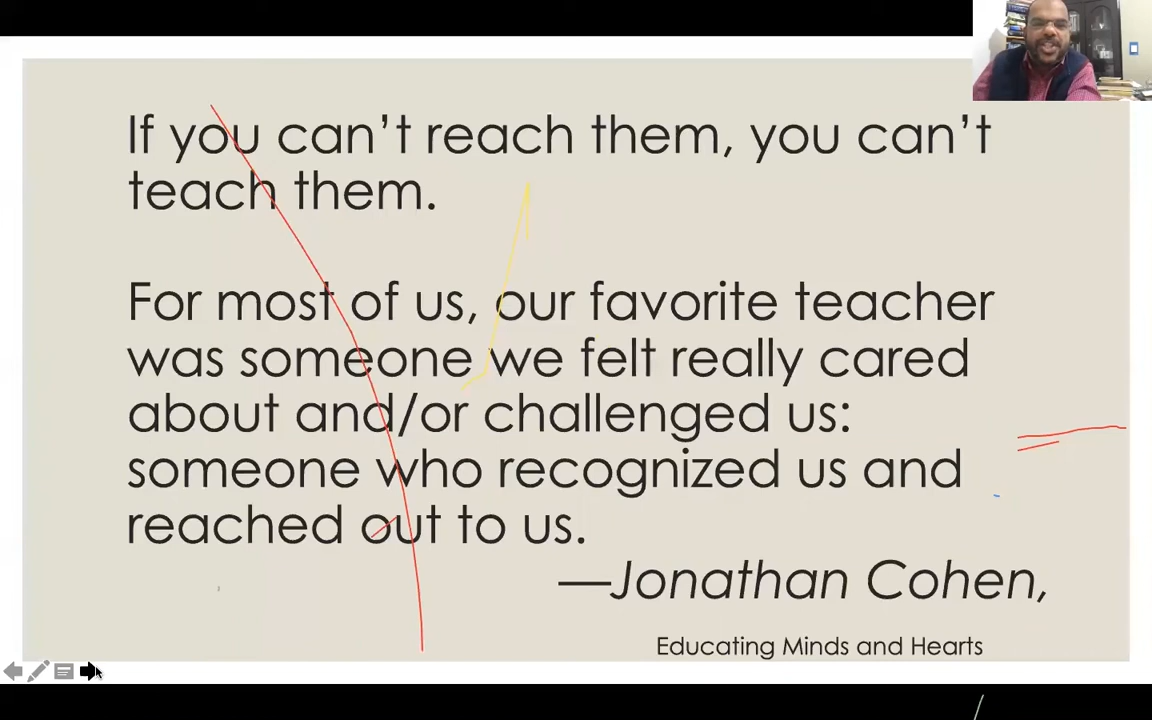 If you can’t reach them, you can’t
teach them.
For most of us, our favorite teacher
was someone we felt really cared
about and/or challenged us:
someone who recognized us and
reached out to us.
—Jonathan Cohen,
Educating Minds and Hearts